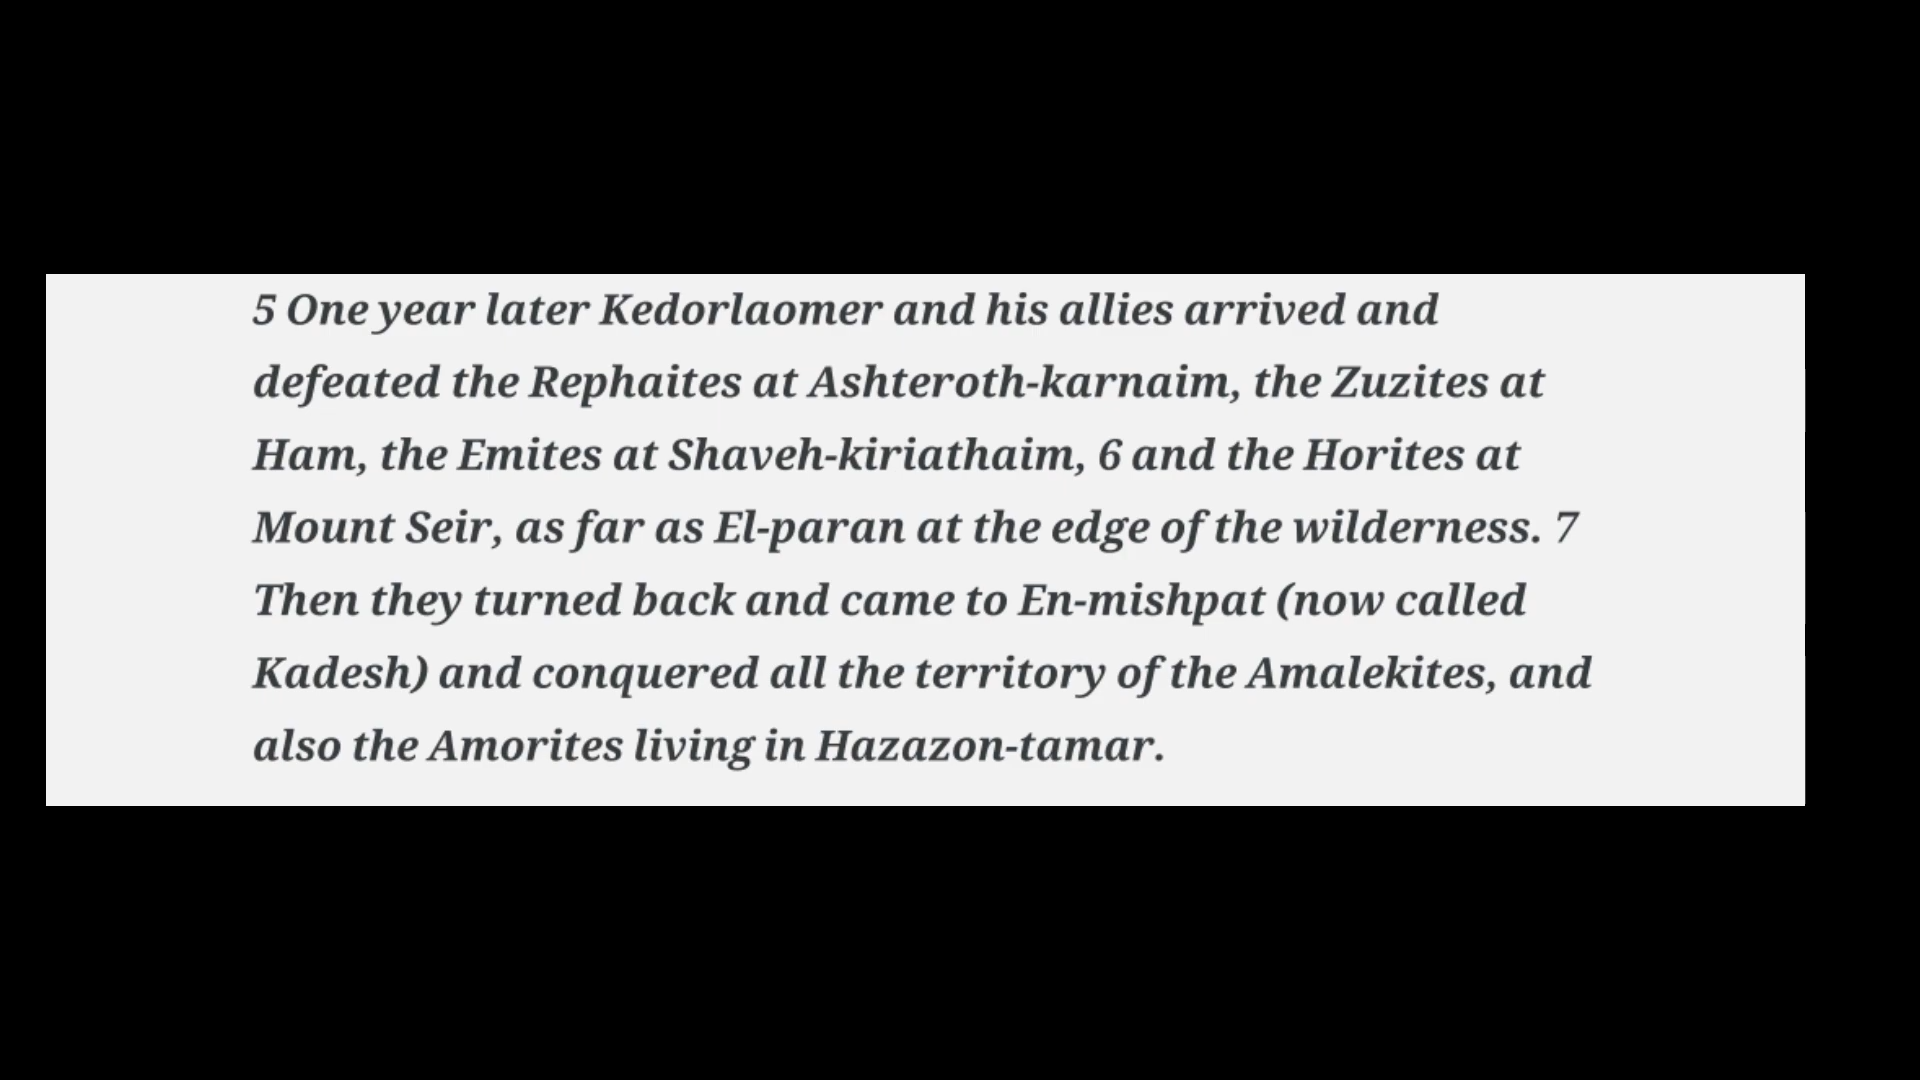 5 One year later Kedorlaomer and his allies arrived and
defeated the Rephaites at Ashteroth-karnaim, the Zuzites at
Ham, the Emites at Shaveh-kiriathaim, 6 and the Horites at
Mount Seir, as far as El-paran at the edge of the wilderness. 7
Then they turned back and came to En-mishpat (now called
Kadesh) and conquered all the territory of the Amalekites, and
also the Amorites living in Hazazon-tamar.